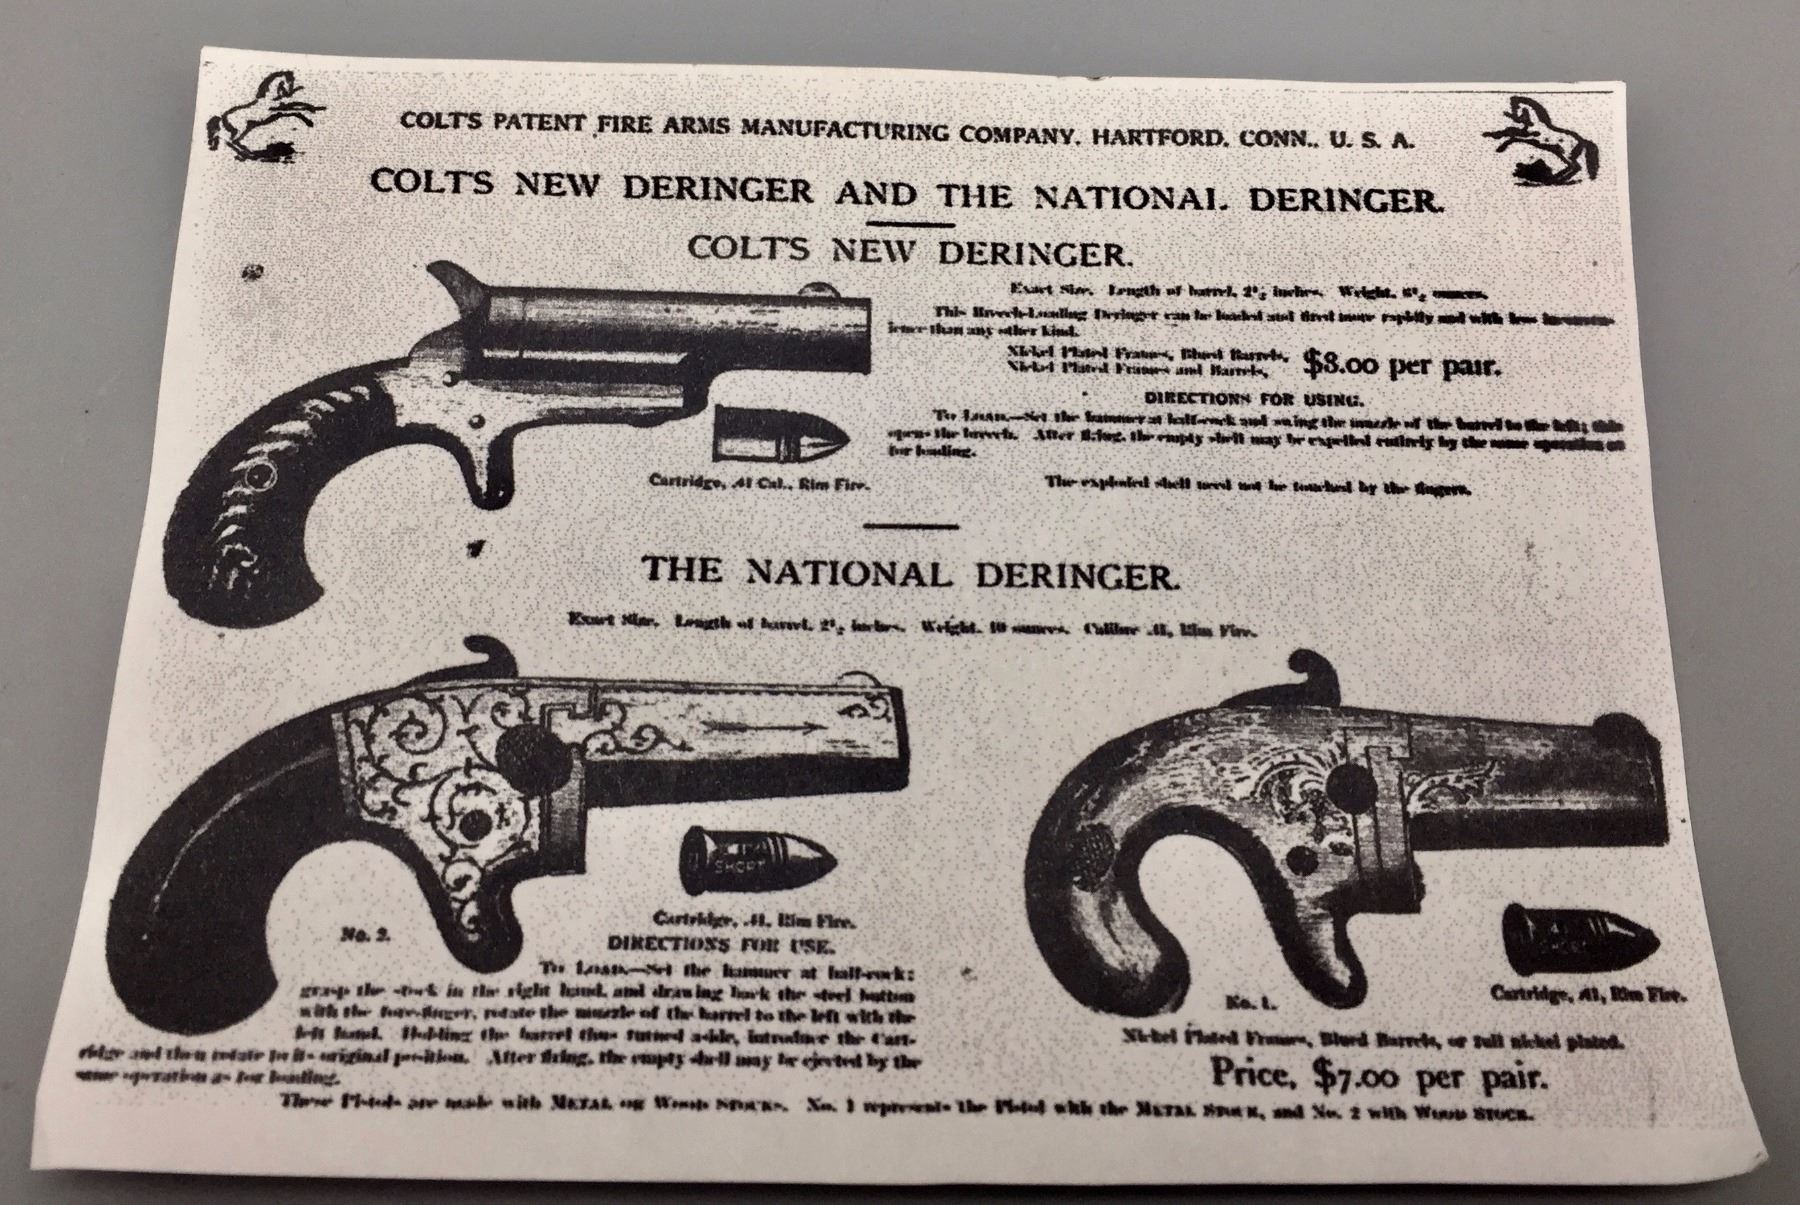 COLT'S PATENT FIRE ARMS MANUFACTURING COMPANY, HARTFORD, CONN., U. S. A.
COLT'S NEW DERINGER AND THE NATIONAL DERINGER.
COLT'S NEW DERINGER.
Exact Size. Length of barrel, 2½ inches. Weight, 6½ ounces.
This Breech-Loading Deringer can be loaded and fired more rapidly and with less inconven-
ience than any other kind.
Nickel Plated Frames, Blued Barrels,
Nickel Plated Frames and Barrels, $8.00 per pair.
DIRECTIONS FOR USING.
To Load.—Set the hammer at half-cock and swing the muzzle of the barrel to the left; this
opens the breech. After firing, the empty shell may be expelled entirely by the same operation as
for loading.
The exploded shell need not be touched by the fingers.
Cartridge, .41 Cal., Rim Fire.
THE NATIONAL DERINGER.
Exact Size. Length of barrel, 2½ inches. Weight, 10 ounces. Calibre .41, Rim Fire.
SHORT
Cartridge, .41, Rim Fire.
No. 2.
DIRECTIONS FOR USE.
To Load.—Set the hammer at half-cock;
grasp the stock in the right hand, and drawing back the steel button
with the fore-finger, rotate the muzzle of the barrel to the left with the
left hand. Holding the barrel thus turned aside, introduce the Cart-
ridge and then rotate to its original position. After firing, the empty shell may be ejected by the
same operation as for loading.
SHORT
Cartridge, .41, Rim Fire.
No. 1.
Nickel Plated Frames, Blued Barrels, or full nickel plated.
Price, $7.00 per pair.
These Pistols are made with METAL OR WOOD STOCKS. No. 1 represents the Pistol with the METAL STOCK, and No. 2 with WOOD STOCK.